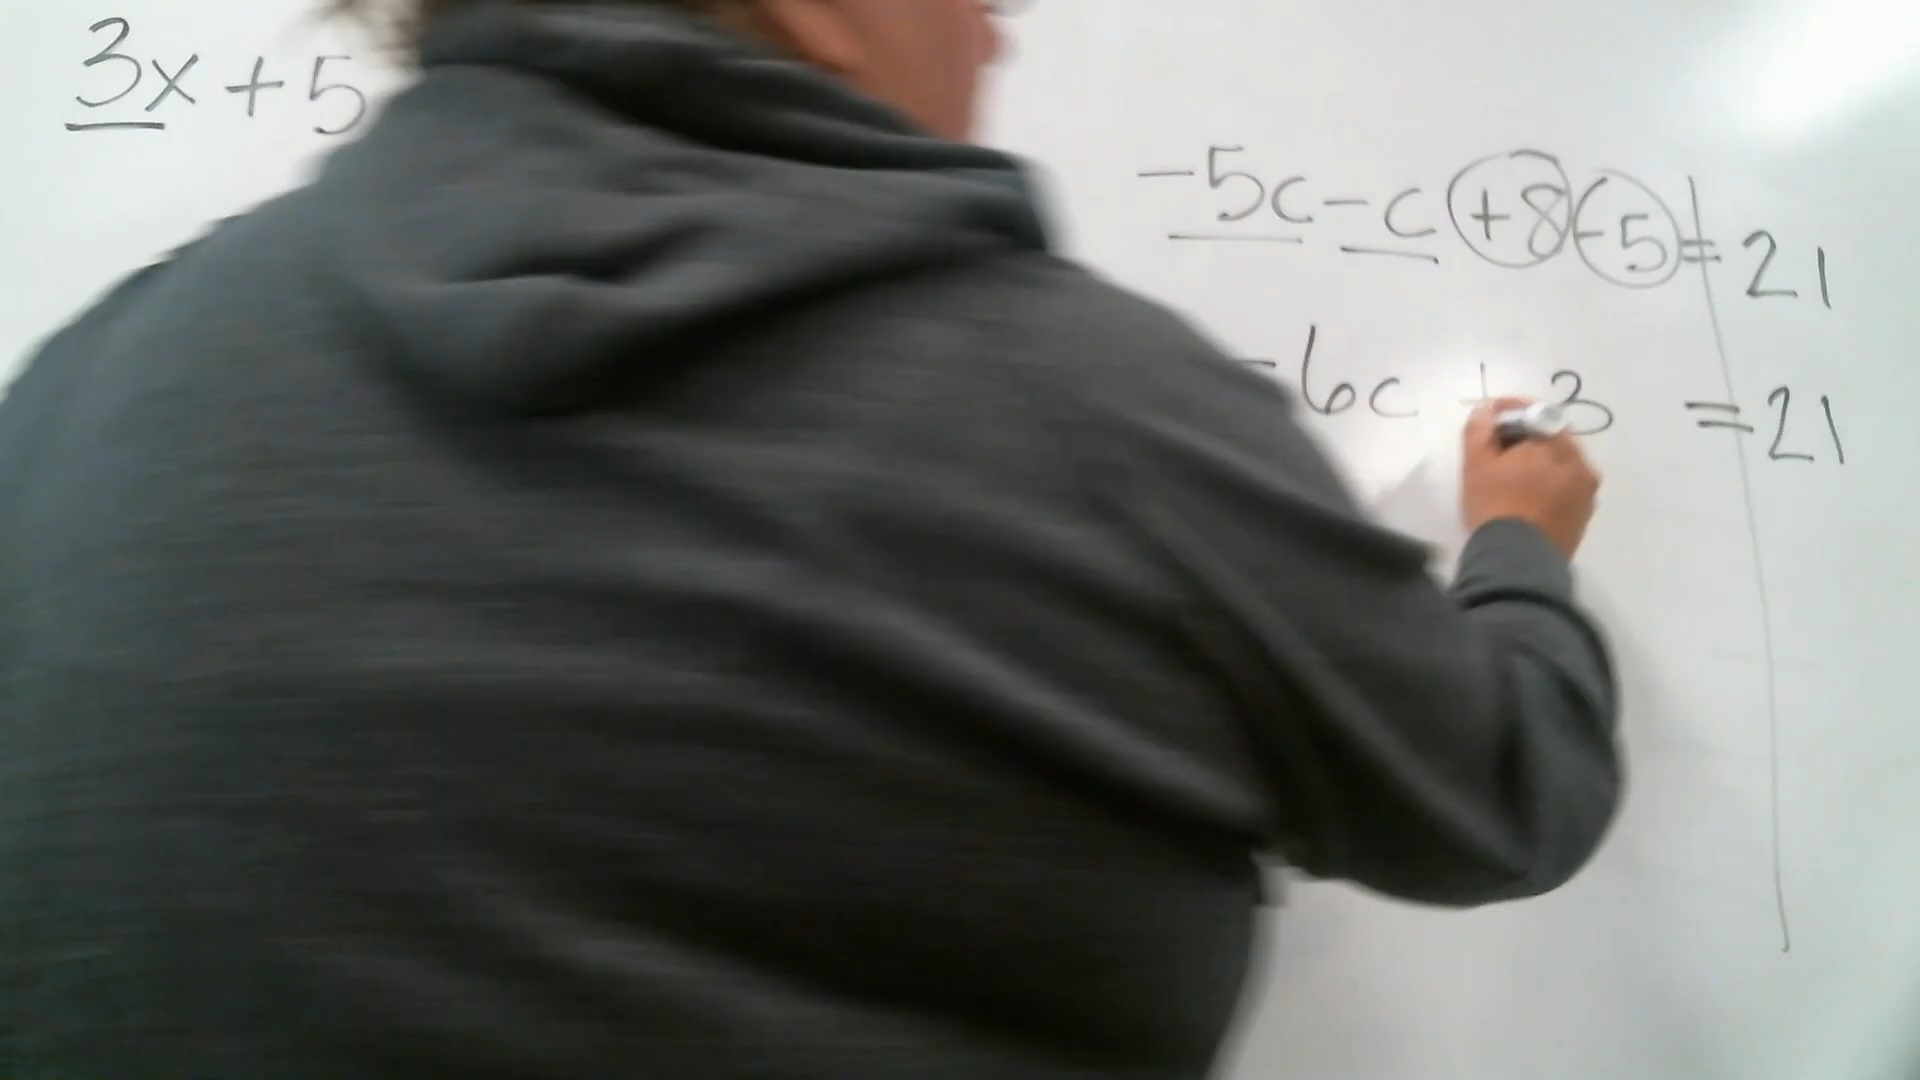 3x + 5
-5c - c +8 -5 = 21
-6c + 3 = 21